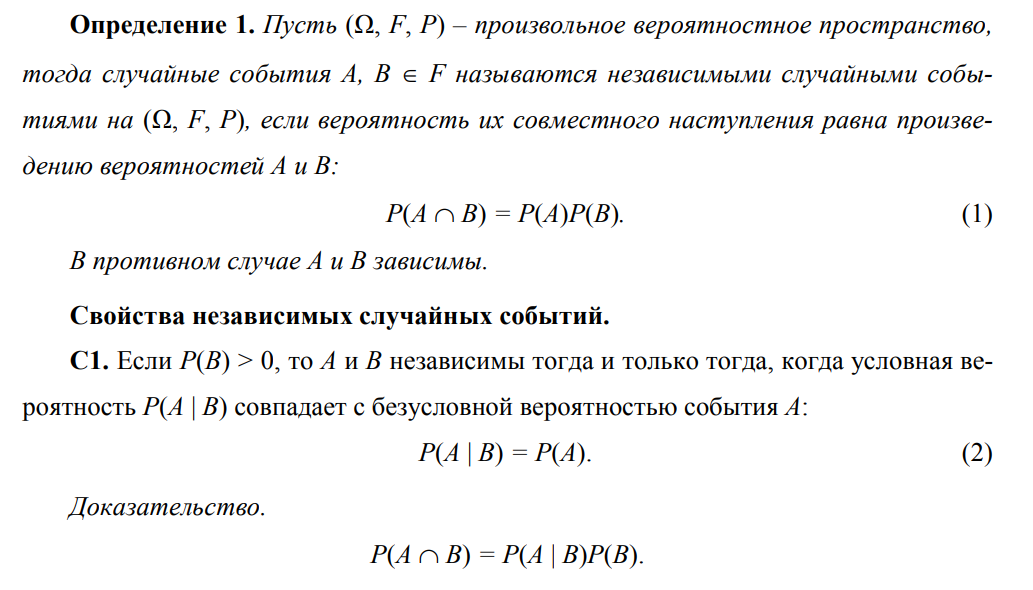 Определение 1. Пусть (Ω, F, P) – произвольное вероятностное пространство,
тогда случайные события A, B ∈ F называются независимыми случайными собы-
тиями на (Ω, F, P), если вероятность их совместного наступления равна произве-
дению вероятностей A и B:
P(A ∩ B) = P(A)P(B). (1)
В противном случае A и B зависимы.
Свойства независимых случайных событий.
С1. Если P(B) > 0, то A и B независимы тогда и только тогда, когда условная ве-
роятность P(A | B) совпадает с безусловной вероятностью события A:
P(A | B) = P(A). (2)
Доказательство.
P(A ∩ B) = P(A | B)P(B).